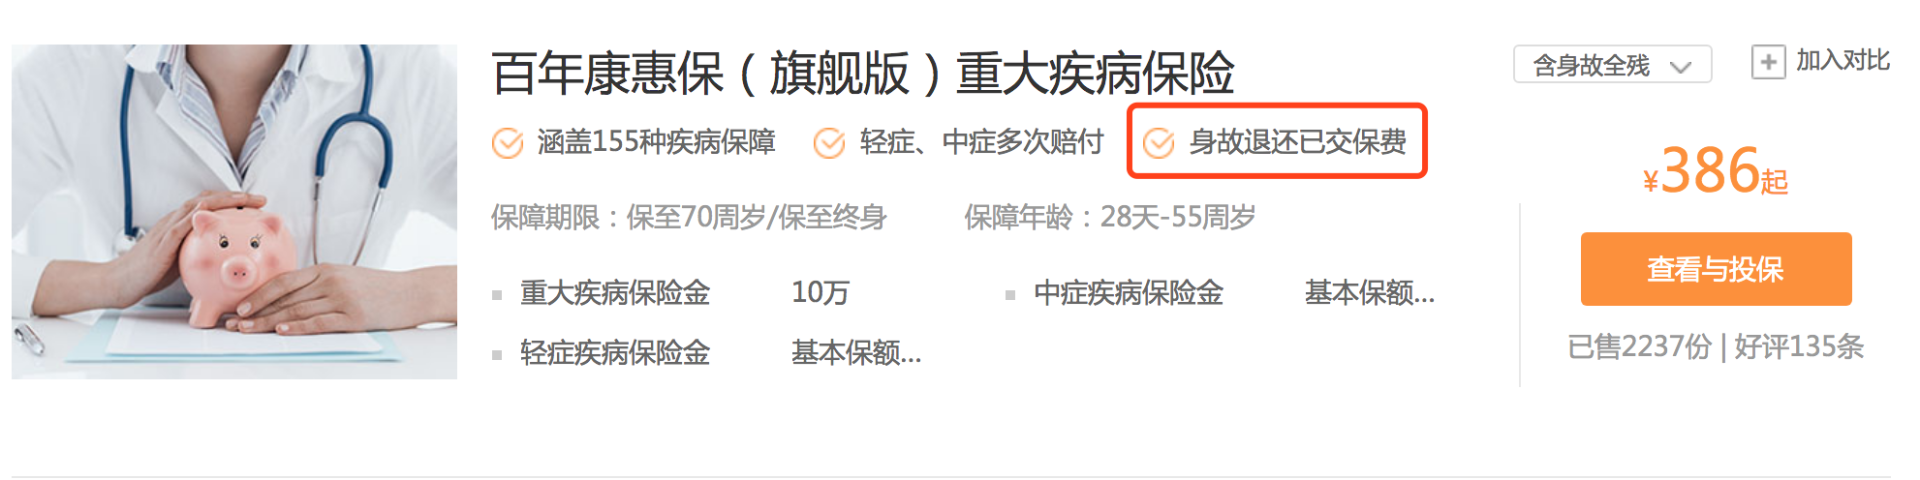 百年康惠保（旗舰版）重大疾病保险
含身故全残
加入对比
涵盖155种疾病保障 轻症、中症多次赔付 身故退还已交保费
¥386起
保障期限：保至70周岁/保至终身 保障年龄：28天-55周岁
查看与投保
重大疾病保险金 10万 中症疾病保险金 基本保额...
轻症疾病保险金 基本保额...
已售2237份 | 好评135条